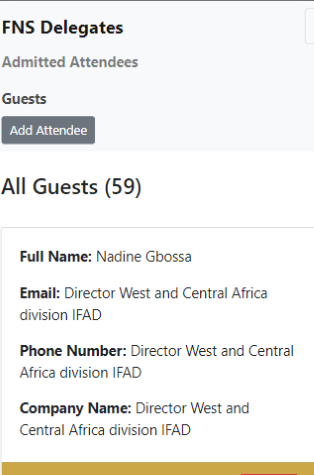 FNS Delegates
Admitted Attendees
Guests
Add Attendee
All Guests (59)
Full Name: Nadine Gbossa
Email: Director West and Central Africa
division IFAD
Phone Number: Director West and Central
Africa division IFAD
Company Name: Director West and
Central Africa division IFAD